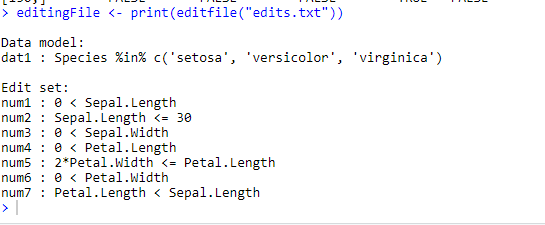 > editingFile <- print(editfile("edits.txt"))
Data model:
dat1 : Species %in% c('setosa', 'versicolor', 'virginica')
Edit set:
num1 : 0 < Sepal.Length
num2 : Sepal.Length <= 30
num3 : 0 < Sepal.Width
num4 : 0 < Petal.Length
num5 : 2*Petal.Width <= Petal.Length
num6 : 0 < Petal.Width
num7 : Petal.Length < Sepal.Length
>